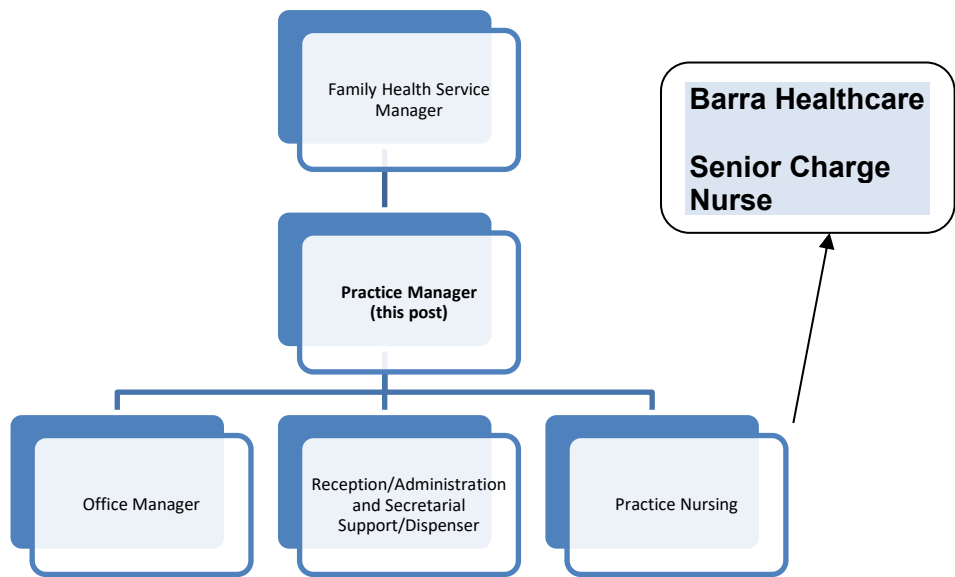 Family Health Service
Manager
Barra Healthcare
Senior Charge
Nurse
Practice Manager
(this post)
Office Manager
Reception/Administration
and Secretarial
Support/Dispenser
Practice Nursing